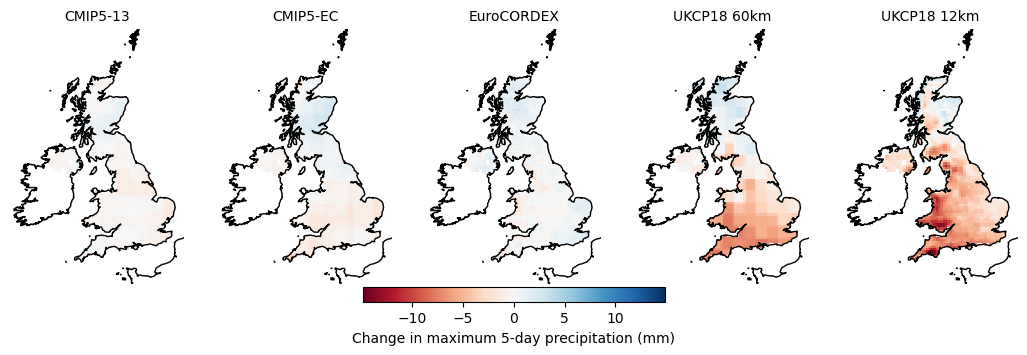 CMIP5-13 CMIP5-EC EuroCORDEX UKCP18 60km UKCP18 12km
−10 −5 0 5 10
Change in maximum 5-day precipitation (mm)